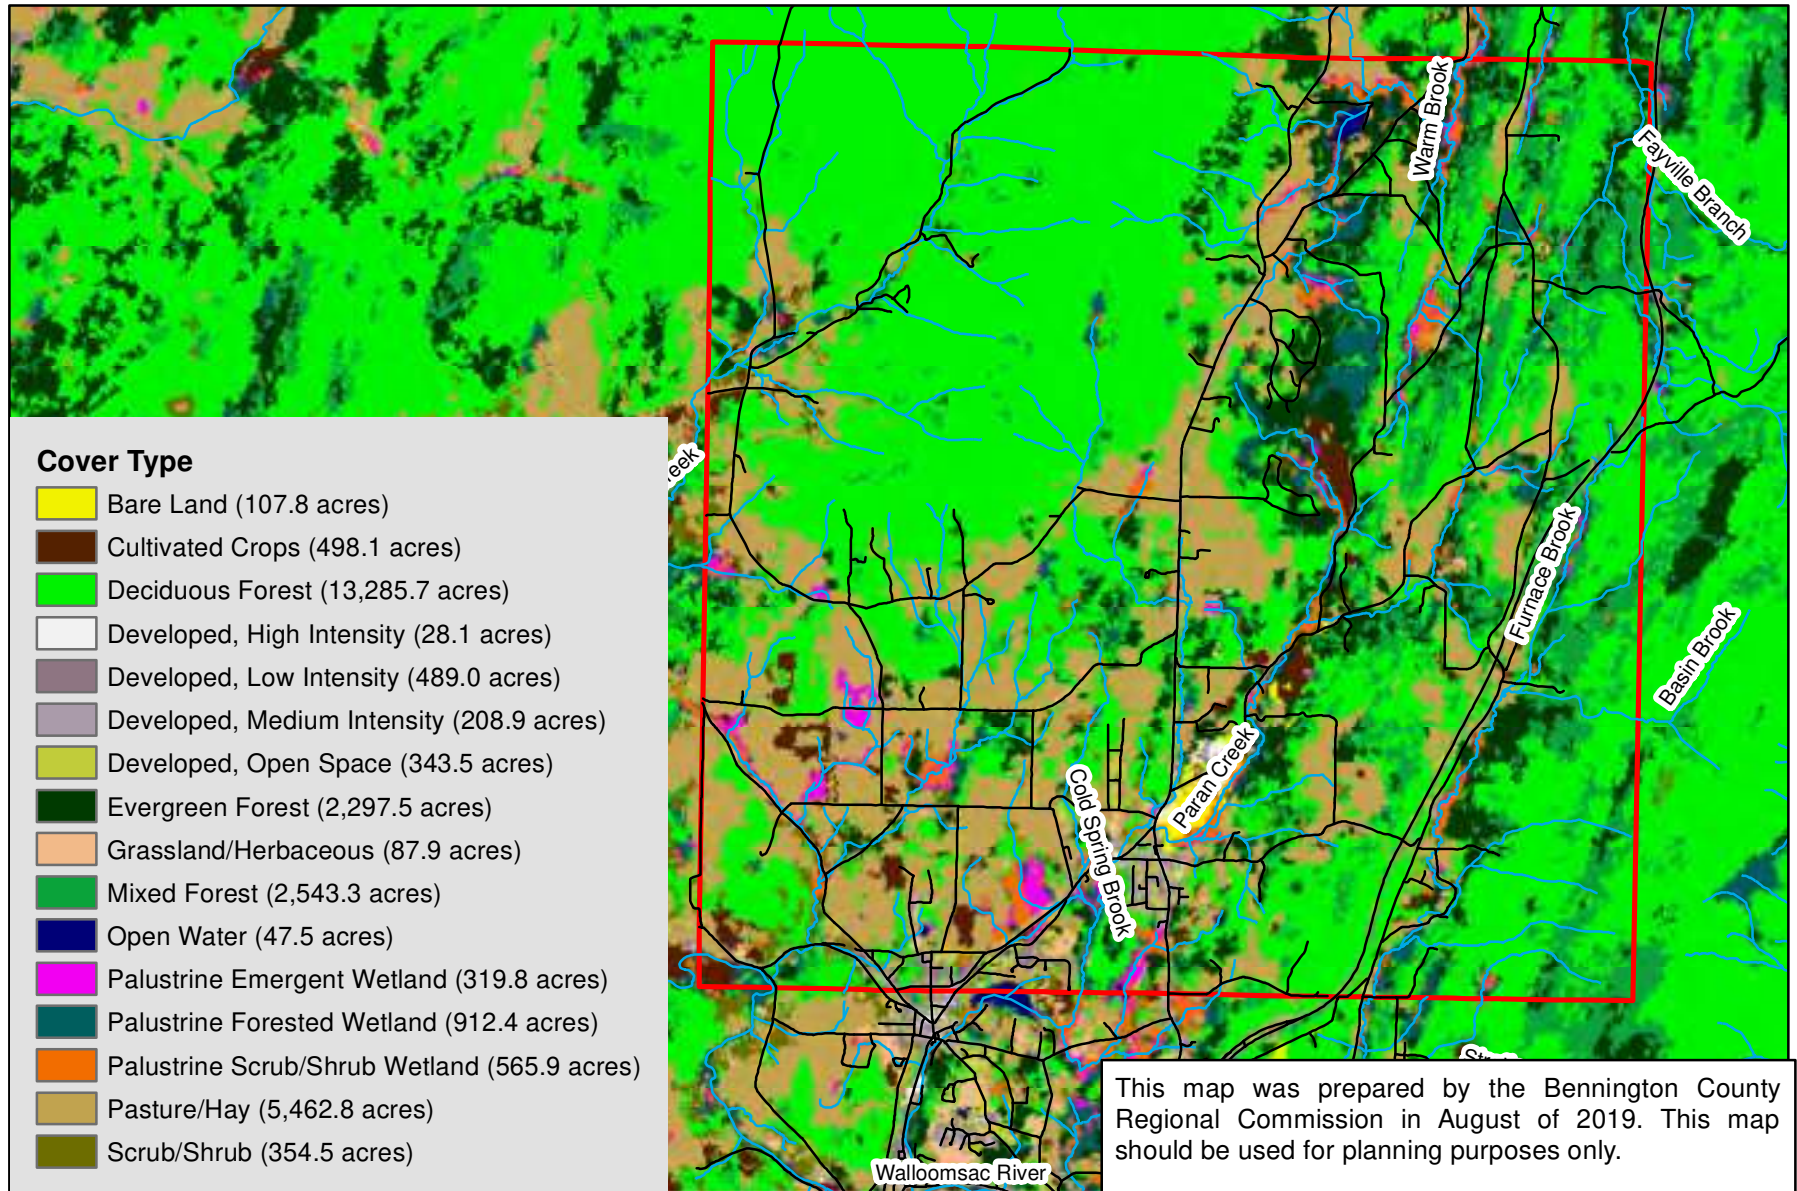 Warm Brook
Fayville Branch
Cover Type
Bare Land (107.8 acres)
Cultivated Crops (498.1 acres)
Deciduous Forest (13,285.7 acres)
Developed, High Intensity (28.1 acres)
Developed, Low Intensity (489.0 acres)
Developed, Medium Intensity (208.9 acres)
Developed, Open Space (343.5 acres)
Evergreen Forest (2,297.5 acres)
Grassland/Herbaceous (87.9 acres)
Mixed Forest (2,543.3 acres)
Open Water (47.5 acres)
Palustrine Emergent Wetland (319.8 acres)
Palustrine Forested Wetland (912.4 acres)
Palustrine Scrub/Shrub Wetland (565.9 acres)
Pasture/Hay (5,462.8 acres)
Scrub/Shrub (354.5 acres)
eek
Furnace Brook
Basin Brook
Paran Creek
Cold Spring Brook
Walloomsac River
This map was prepared by the Bennington County
Regional Commission in August of 2019. This map
should be used for planning purposes only.